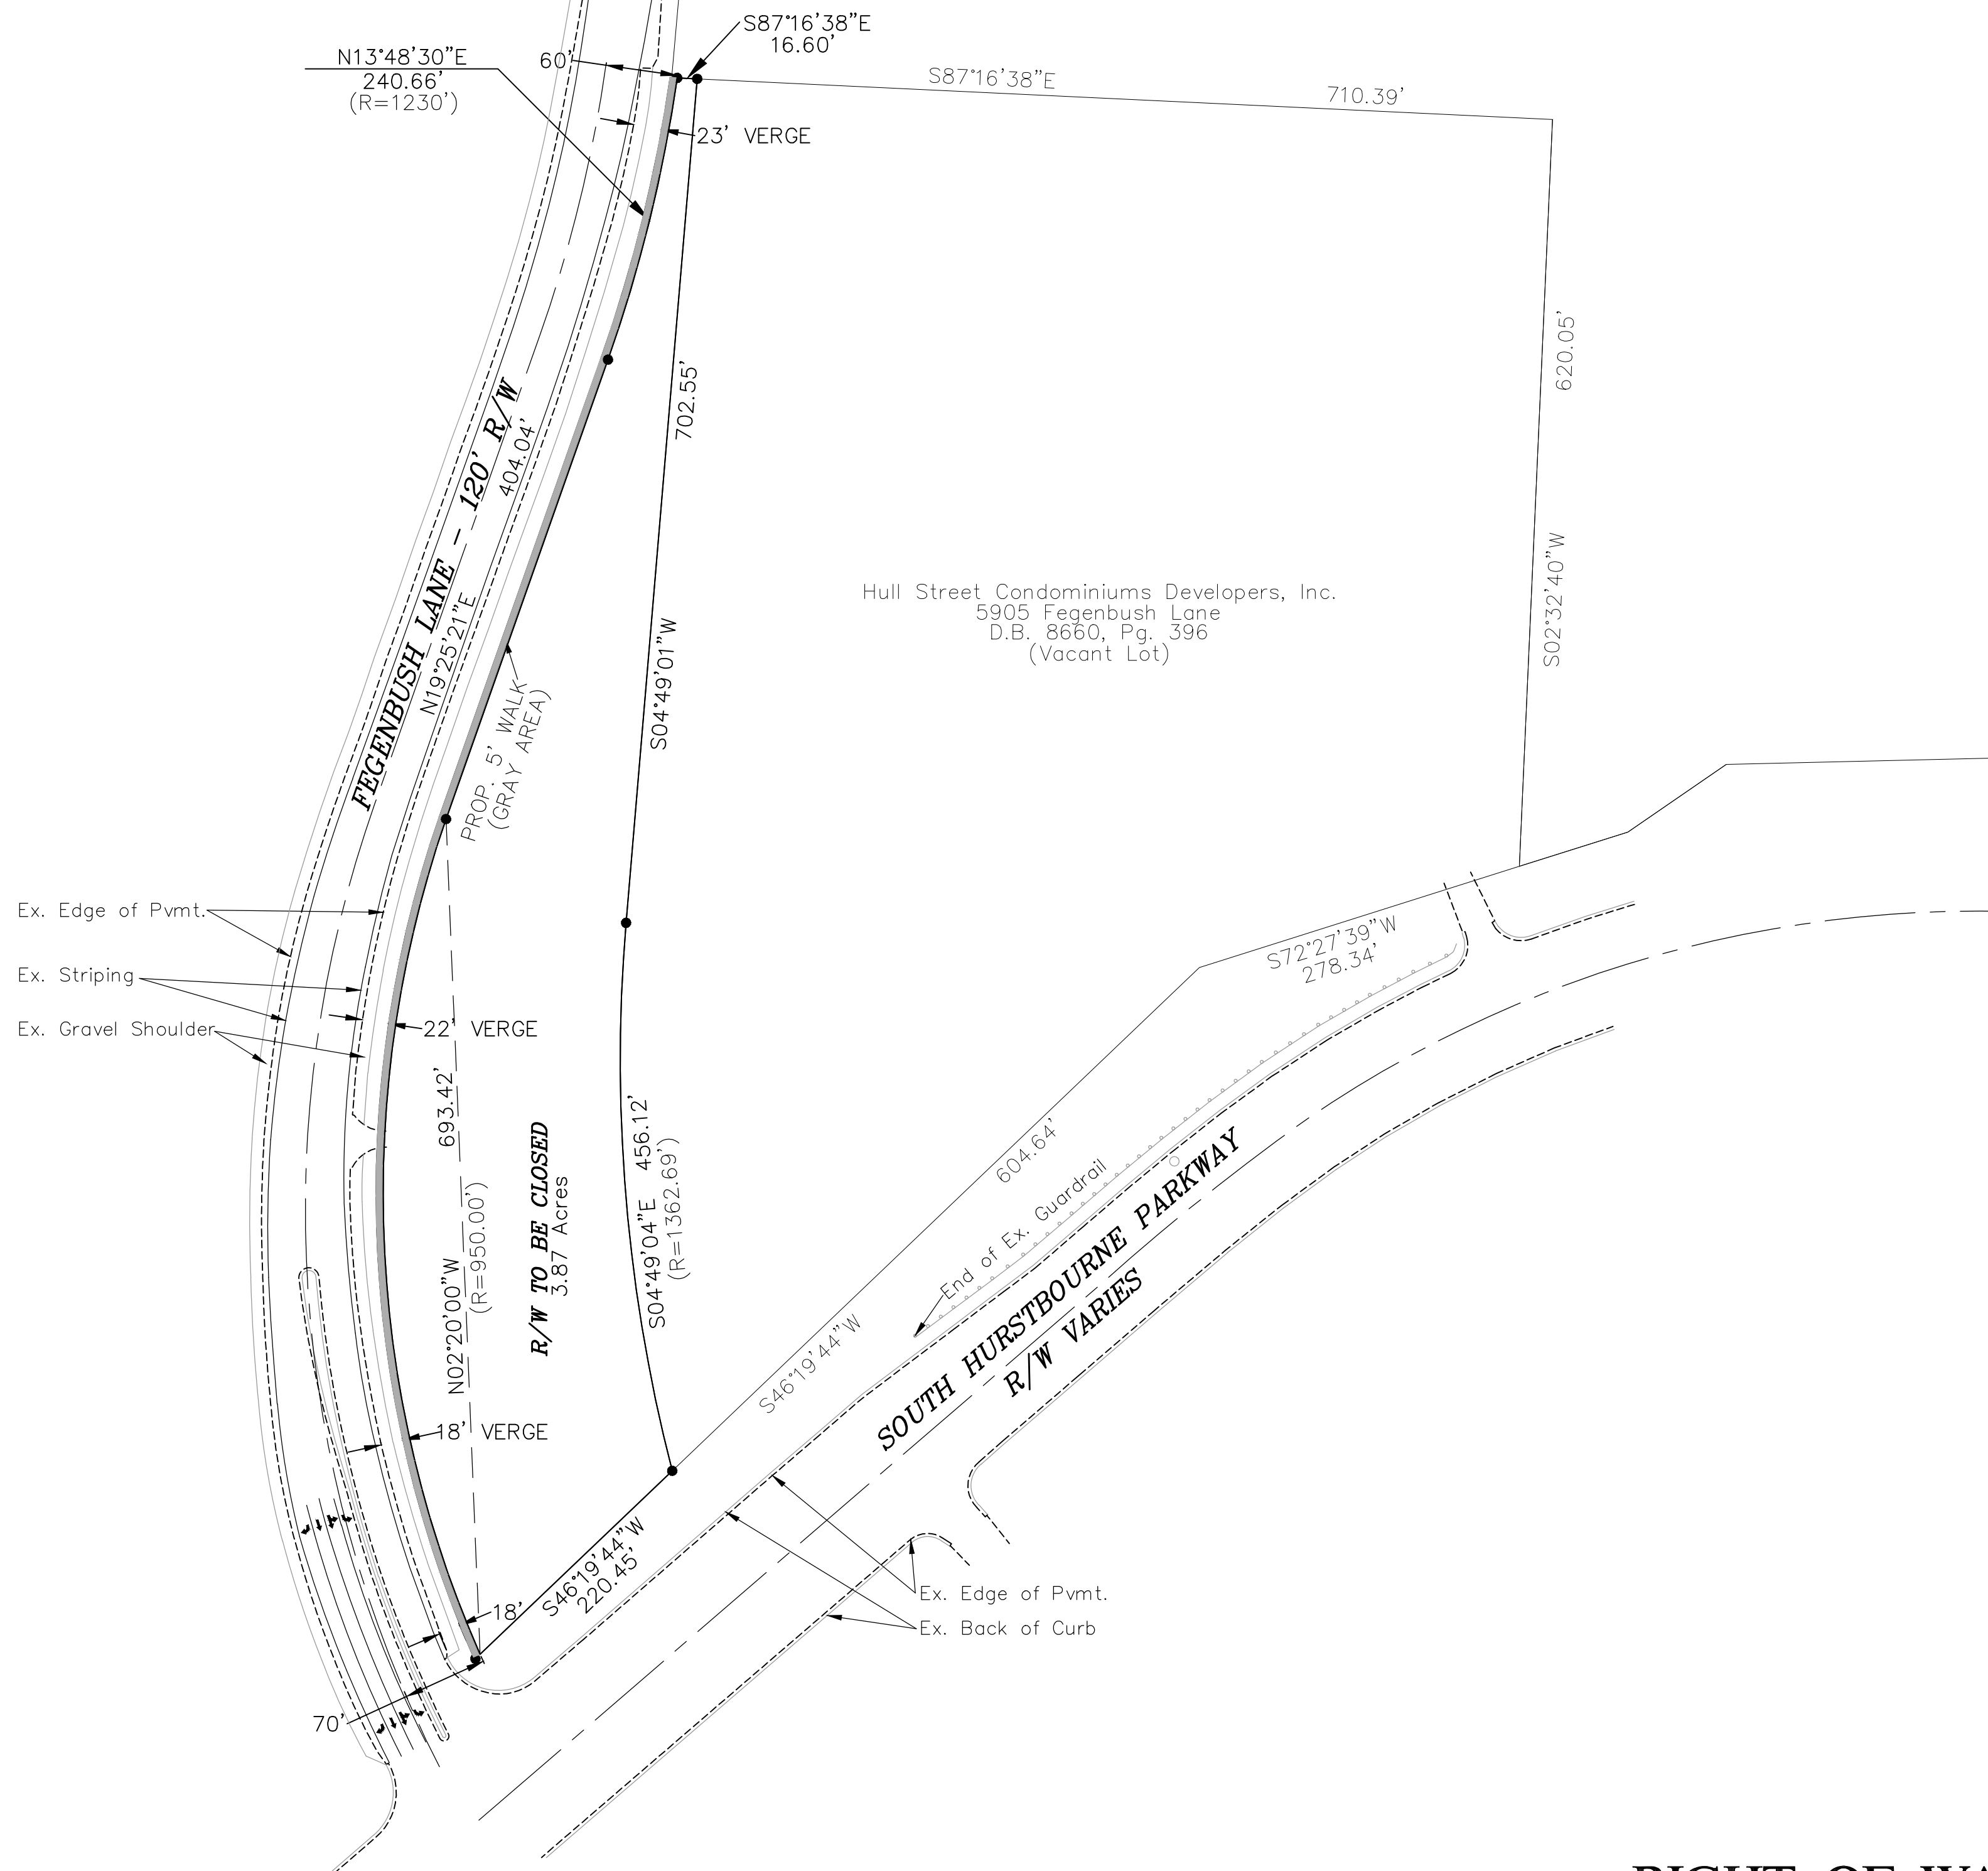 S87°16'38"E
16.60'
N13°48'30"E
240.66'
(R=1230')
60'
S87°16'38"E
710.39'
23' VERGE
620.05'
S02°32'40"W
702.55'
S04°49'01"W
FEGENBUSH LANE - 120' R/W
404.04'
N19°25'21"E
Hull Street Condominiums Developers, Inc.
5905 Fegenbush Lane
D.B. 8660, Pg. 396
(Vacant Lot)
PROP. 5' WALK
(GRAY AREA)
Ex. Edge of Pvmt.
Ex. Striping
Ex. Gravel Shoulder
22' VERGE
693.42'
N02°20'00"W
(R=950.00')
R/W TO BE CLOSED
3.87 Acres
S04°49'04"E 456.12'
(R=1362.69')
S72°27'39"W
278.34'
604.64'
S46°19'44"W
End of Ex. Guardrail
SOUTH HURSTBOURNE PARKWAY
R/W VARIES
18' VERGE
S46°19'44"W
220.45'
18'
70'
Ex. Edge of Pvmt.
Ex. Back of Curb